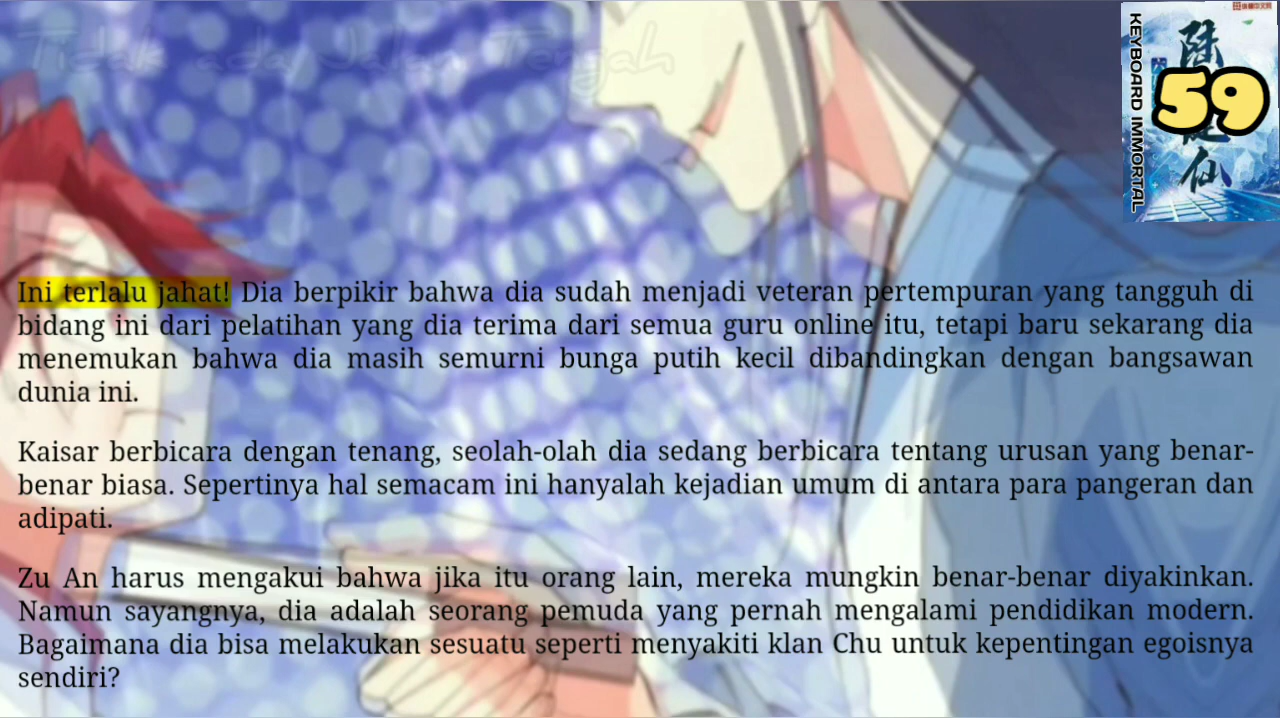 Tidak ada Jalan Tengah
KEYBOARD IMMORTAL
59
仙
Ini terlalu jahat! Dia berpikir bahwa dia sudah menjadi veteran pertempuran yang tangguh di
bidang ini dari pelatihan yang dia terima dari semua guru online itu, tetapi baru sekarang dia
menemukan bahwa dia masih semurni bunga putih kecil dibandingkan dengan bangsawan
dunia ini.
Kaisar berbicara dengan tenang, seolah-olah dia sedang berbicara tentang urusan yang benar-
benar biasa. Sepertinya hal semacam ini hanyalah kejadian umum di antara para pangeran dan
adipati.
Zu An harus mengakui bahwa jika itu orang lain, mereka mungkin benar-benar diyakinkan.
Namun sayangnya, dia adalah seorang pemuda yang pernah mengalami pendidikan modern.
Bagaimana dia bisa melakukan sesuatu seperti menyakiti klan Chu untuk kepentingan egoisnya
sendiri?